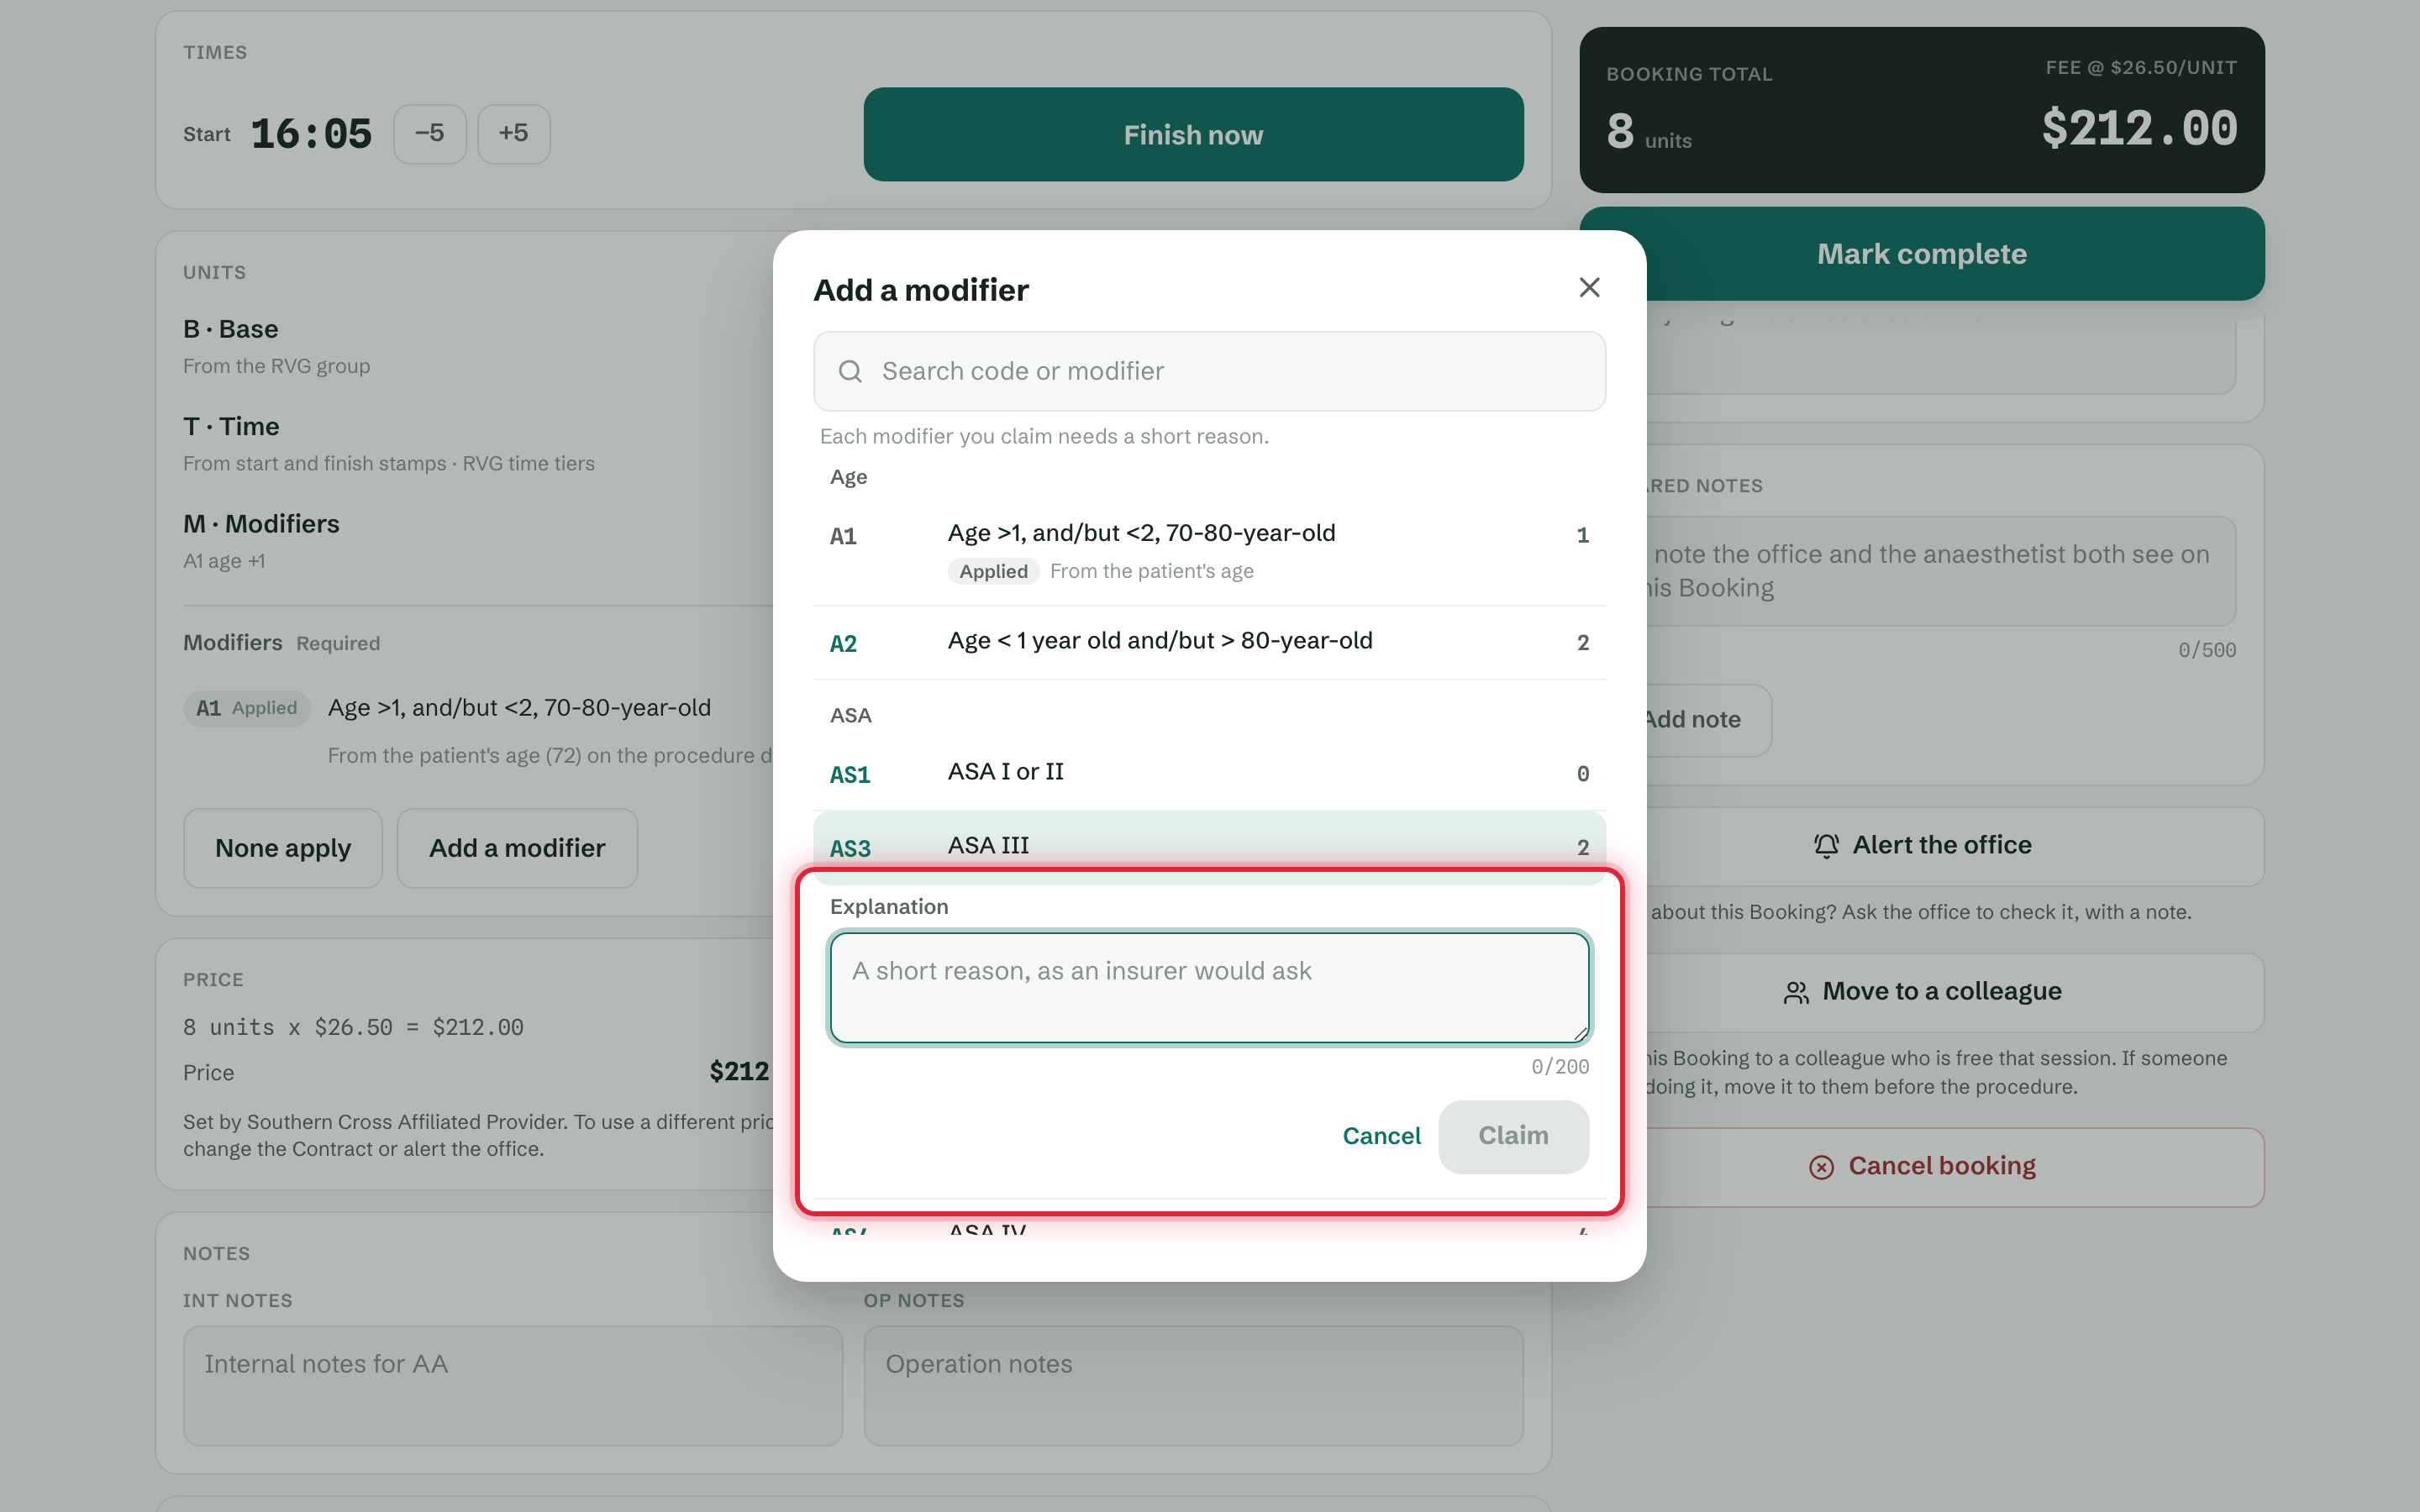 TIMES
Start 16:05 −5 +5
Finish now
BOOKING TOTAL
FEE @ $26.50/UNIT
8 units
$212.00
Mark complete
UNITS
B · Base
From the RVG group
T · Time
From start and finish stamps · RVG time tiers
M · Modifiers
A1 age +1
Modifiers Required
A1 Applied Age >1, and/but <2, 70-80-year-old
From the patient's age (72) on the procedure d
None apply
Add a modifier
PRICE
8 units x $26.50 = $212.00
Price $212
Set by Southern Cross Affiliated Provider. To use a different pric
change the Contract or alert the office.
NOTES
INT NOTES
Internal notes for AA
OP NOTES
Operation notes
Add a modifier
Search code or modifier
Each modifier you claim needs a short reason.
Age
A1 Age >1, and/but <2, 70-80-year-old 1
Applied From the patient's age
A2 Age < 1 year old and/but > 80-year-old 2
ASA
AS1 ASA I or II 0
AS3 ASA III 2
Explanation
A short reason, as an insurer would ask
0/200
Cancel
Claim
AS4 ASA IV 4
ARED NOTES
note the office and the anaesthetist both see on
his Booking
0/500
Add note
Alert the office
about this Booking? Ask the office to check it, with a note.
Move to a colleague
his Booking to a colleague who is free that session. If someone
doing it, move it to them before the procedure.
Cancel booking